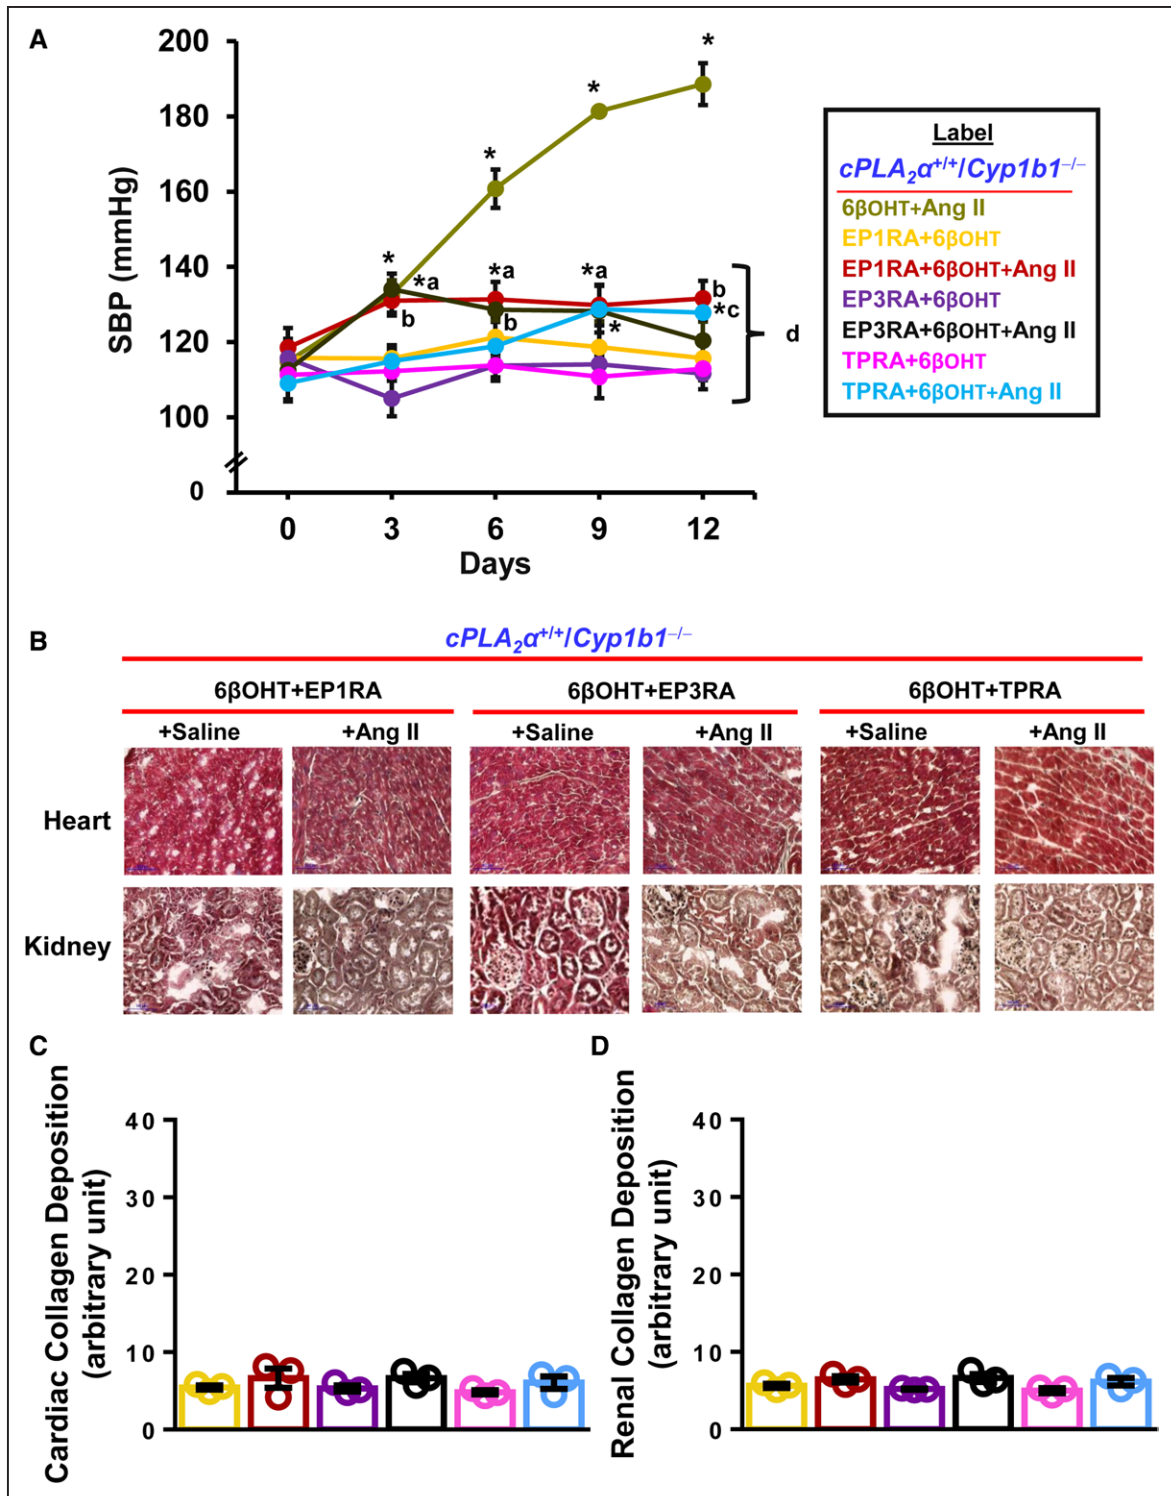 A
SBP (mmHg)
200
180
160
140
120
100
0
*
*
*
*
*a
b
*a
b
*a
*
b
*c
d
0 3 6 9 12
Days
Label
cPLA₂α⁺/⁺/Cyp1b1⁻/⁻
6βOHT+Ang II
EP1RA+6βOHT
EP1RA+6βOHT+Ang II
EP3RA+6βOHT
EP3RA+6βOHT+Ang II
TPRA+6βOHT
TPRA+6βOHT+Ang II
B
cPLA₂α⁺/⁺/Cyp1b1⁻/⁻
6βOHT+EP1RA 6βOHT+EP3RA 6βOHT+TPRA
+Saline +Ang II +Saline +Ang II +Saline +Ang II
Heart
Kidney
C
Cardiac Collagen Deposition
(arbitrary unit)
40
30
20
10
0
D
Renal Collagen Deposition
(arbitrary unit)
40
30
20
10
0